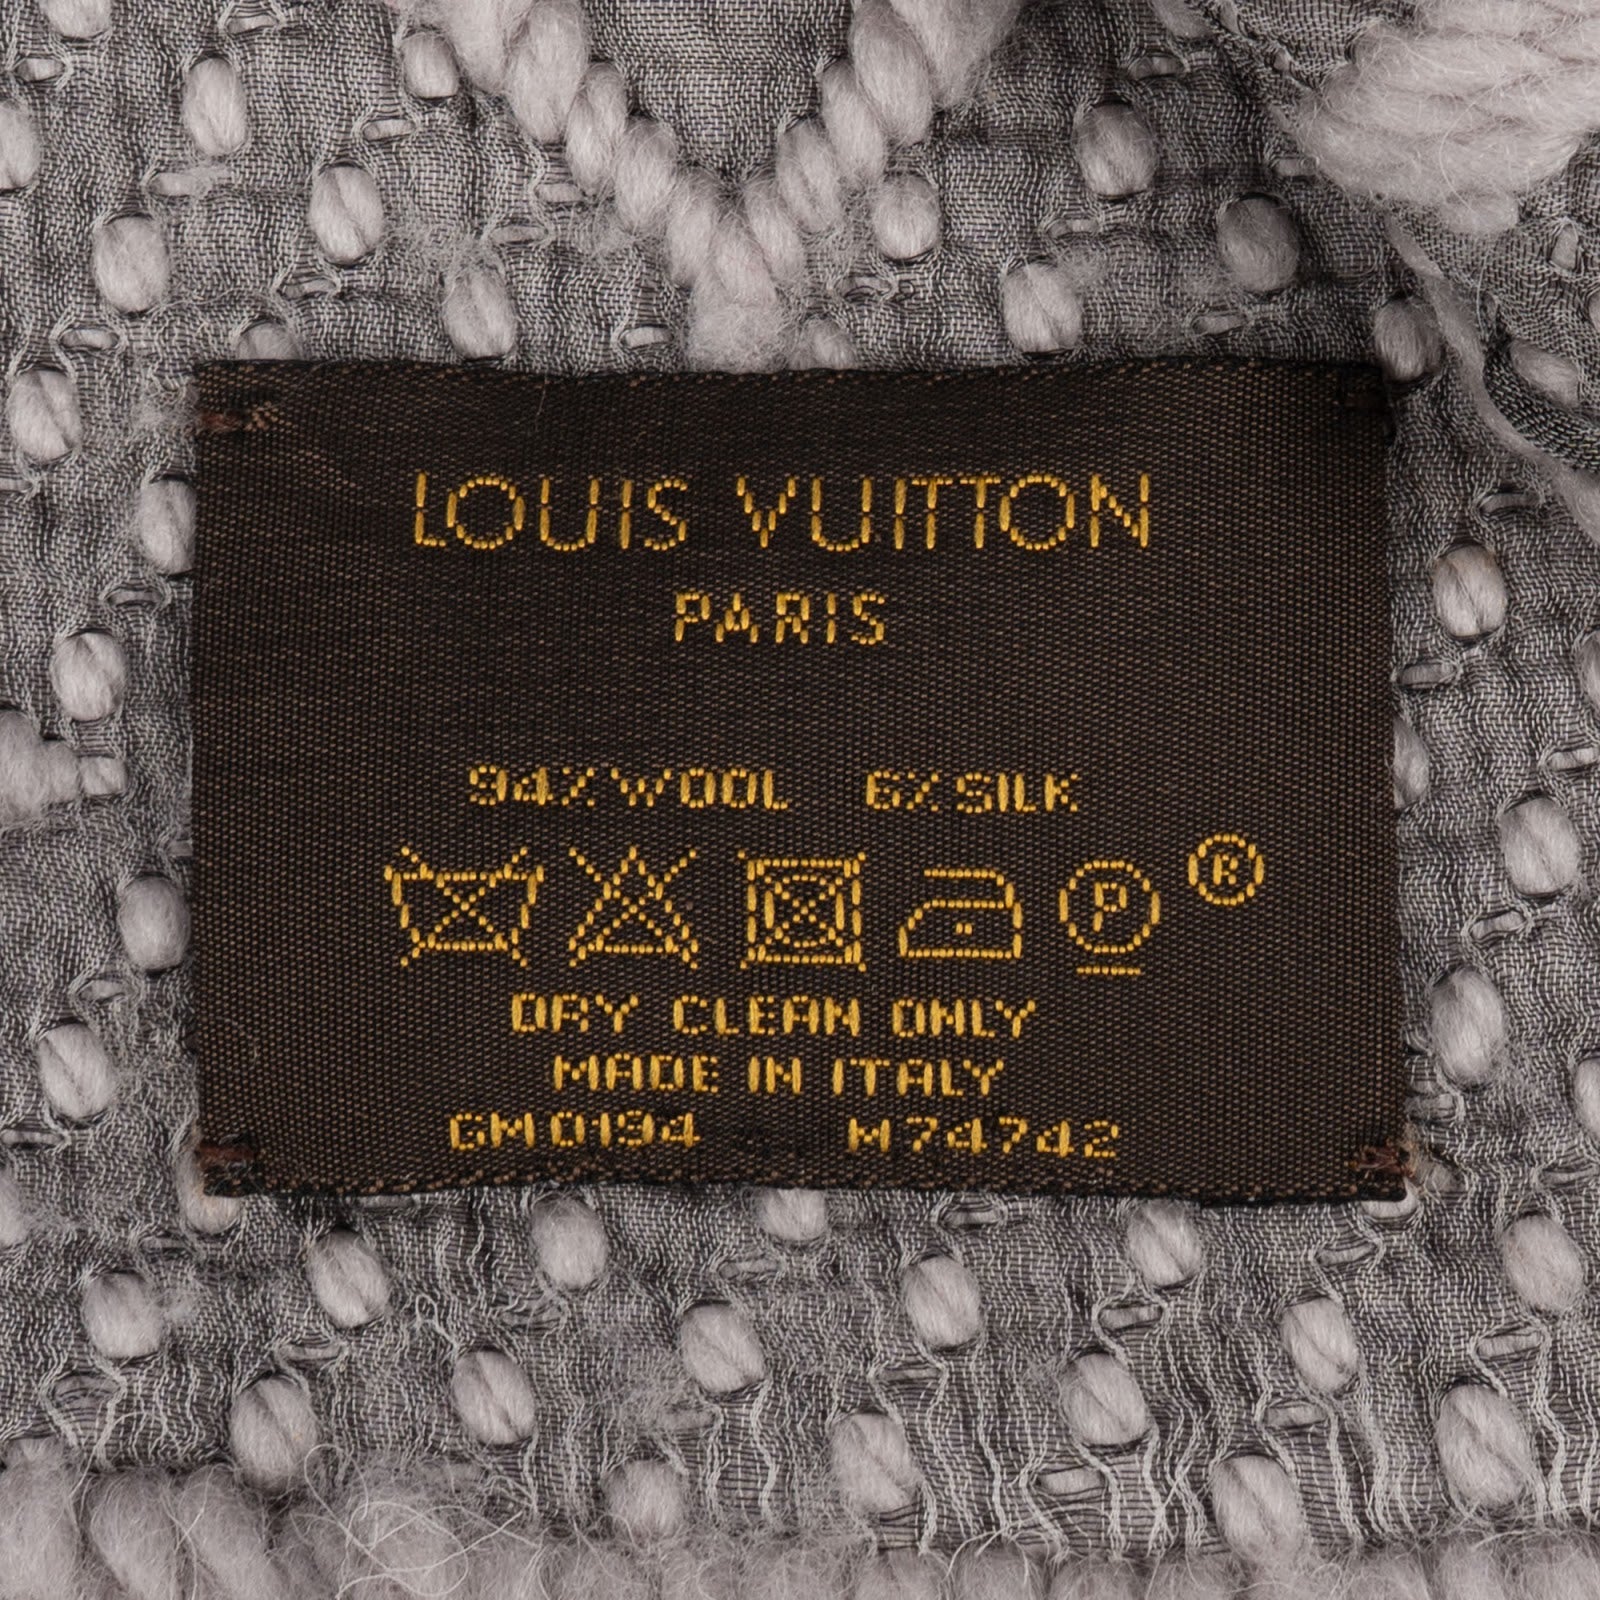 LOUIS VUITTON
PARIS
94% WOOL 6% SILK
P ®
DRY CLEAN ONLY
MADE IN ITALY
GM0194 M74742